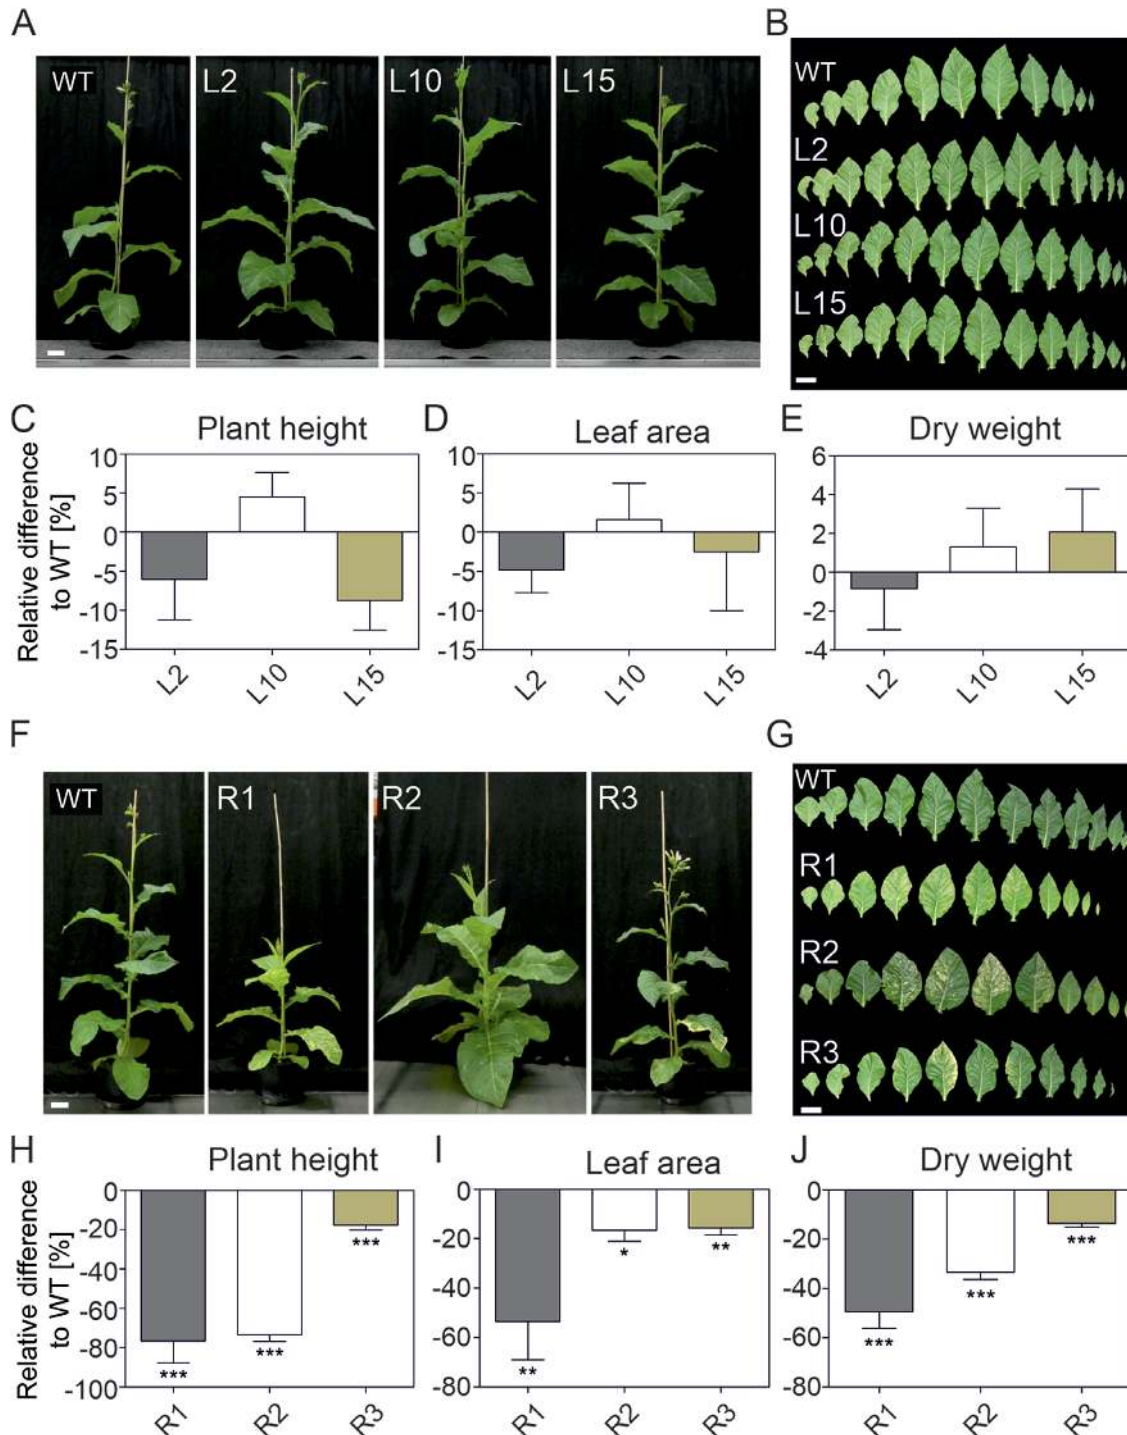 A
B
WT
L2
L10
L15
WT
L2
L10
L15
C
Plant height
D
Leaf area
E
Dry weight
Relative difference
to WT [%]
10
5
0
-5
-10
-15
L2
L10
L15
10
5
0
-5
-10
-15
L2
L10
L15
6
4
2
0
-2
-4
L2
L10
L15
F
G
WT
R1
R2
R3
WT
R1
R2
R3
H
Plant height
I
Leaf area
J
Dry weight
Relative difference
to WT [%]
0
-20
-40
-60
-80
-100
***
***
***
R1
R2
R3
0
-20
-40
-60
-80
**
*
**
R1
R2
R3
0
-20
-40
-60
-80
***
***
***
R1
R2
R3